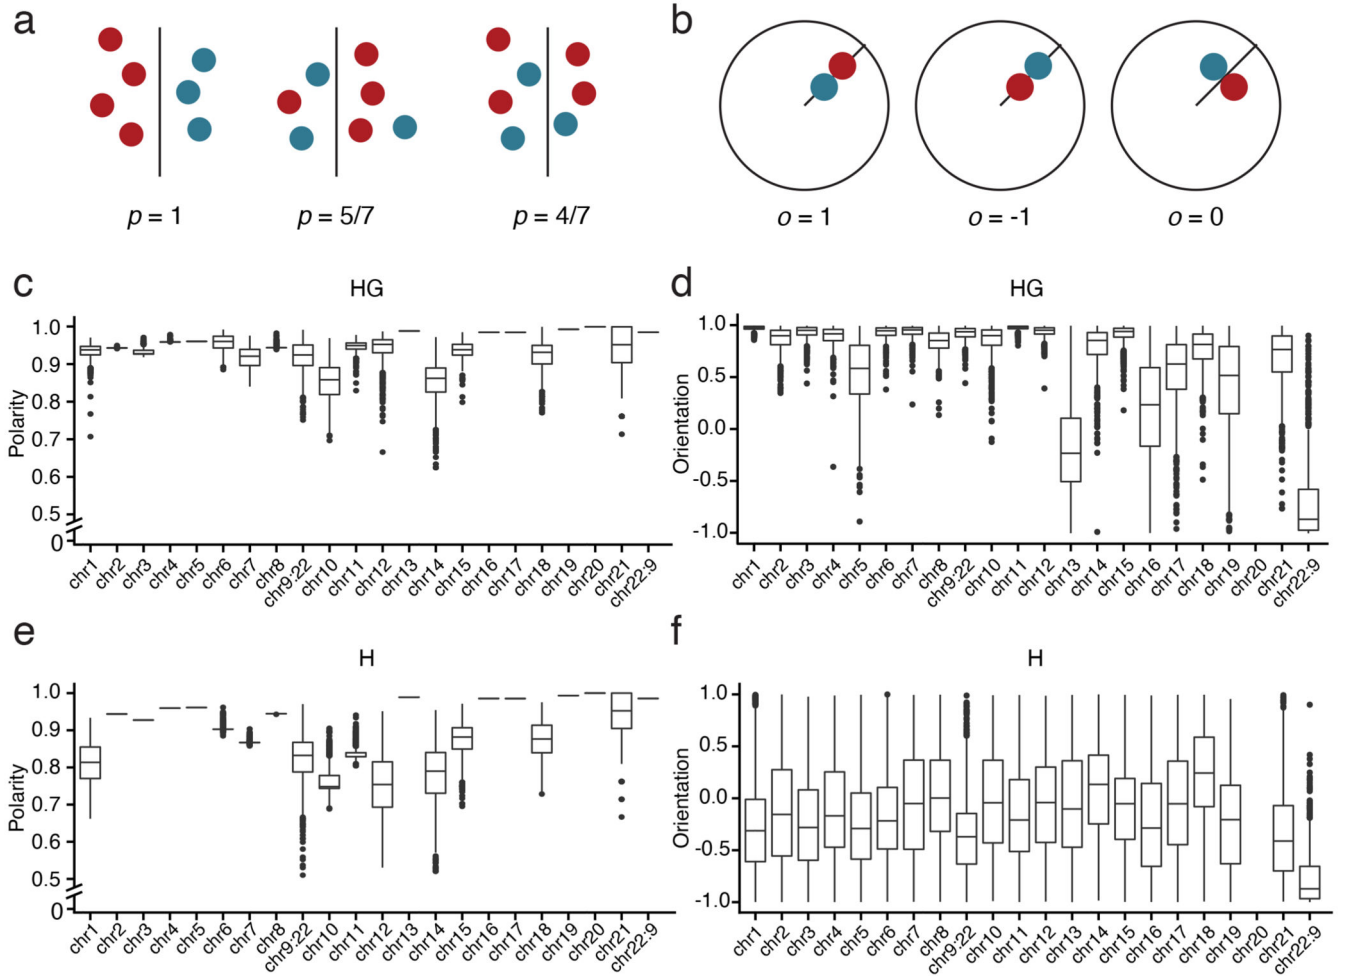 a
p = 1
p = 5/7
p = 4/7
b
o = 1
o = -1
o = 0
c
HG
Polarity
1.0
0.9
0.8
0.7
0.6
0.5
0
chr1
chr2
chr3
chr4
chr5
chr6
chr7
chr8
chr9:22
chr10
chr11
chr12
chr13
chr14
chr15
chr16
chr17
chr18
chr19
chr20
chr21
chr22:9
d
HG
Orientation
1.0
0.5
0.0
-0.5
-1.0
chr1
chr2
chr3
chr4
chr5
chr6
chr7
chr8
chr9:22
chr10
chr11
chr12
chr13
chr14
chr15
chr16
chr17
chr18
chr19
chr20
chr21
chr22:9
e
H
Polarity
1.0
0.9
0.8
0.7
0.6
0.5
0
chr1
chr2
chr3
chr4
chr5
chr6
chr7
chr8
chr9:22
chr10
chr11
chr12
chr13
chr14
chr15
chr16
chr17
chr18
chr19
chr20
chr21
chr22:9
f
H
Orientation
1.0
0.5
0.0
-0.5
-1.0
chr1
chr2
chr3
chr4
chr5
chr6
chr7
chr8
chr9:22
chr10
chr11
chr12
chr13
chr14
chr15
chr16
chr17
chr18
chr19
chr20
chr21
chr22:9